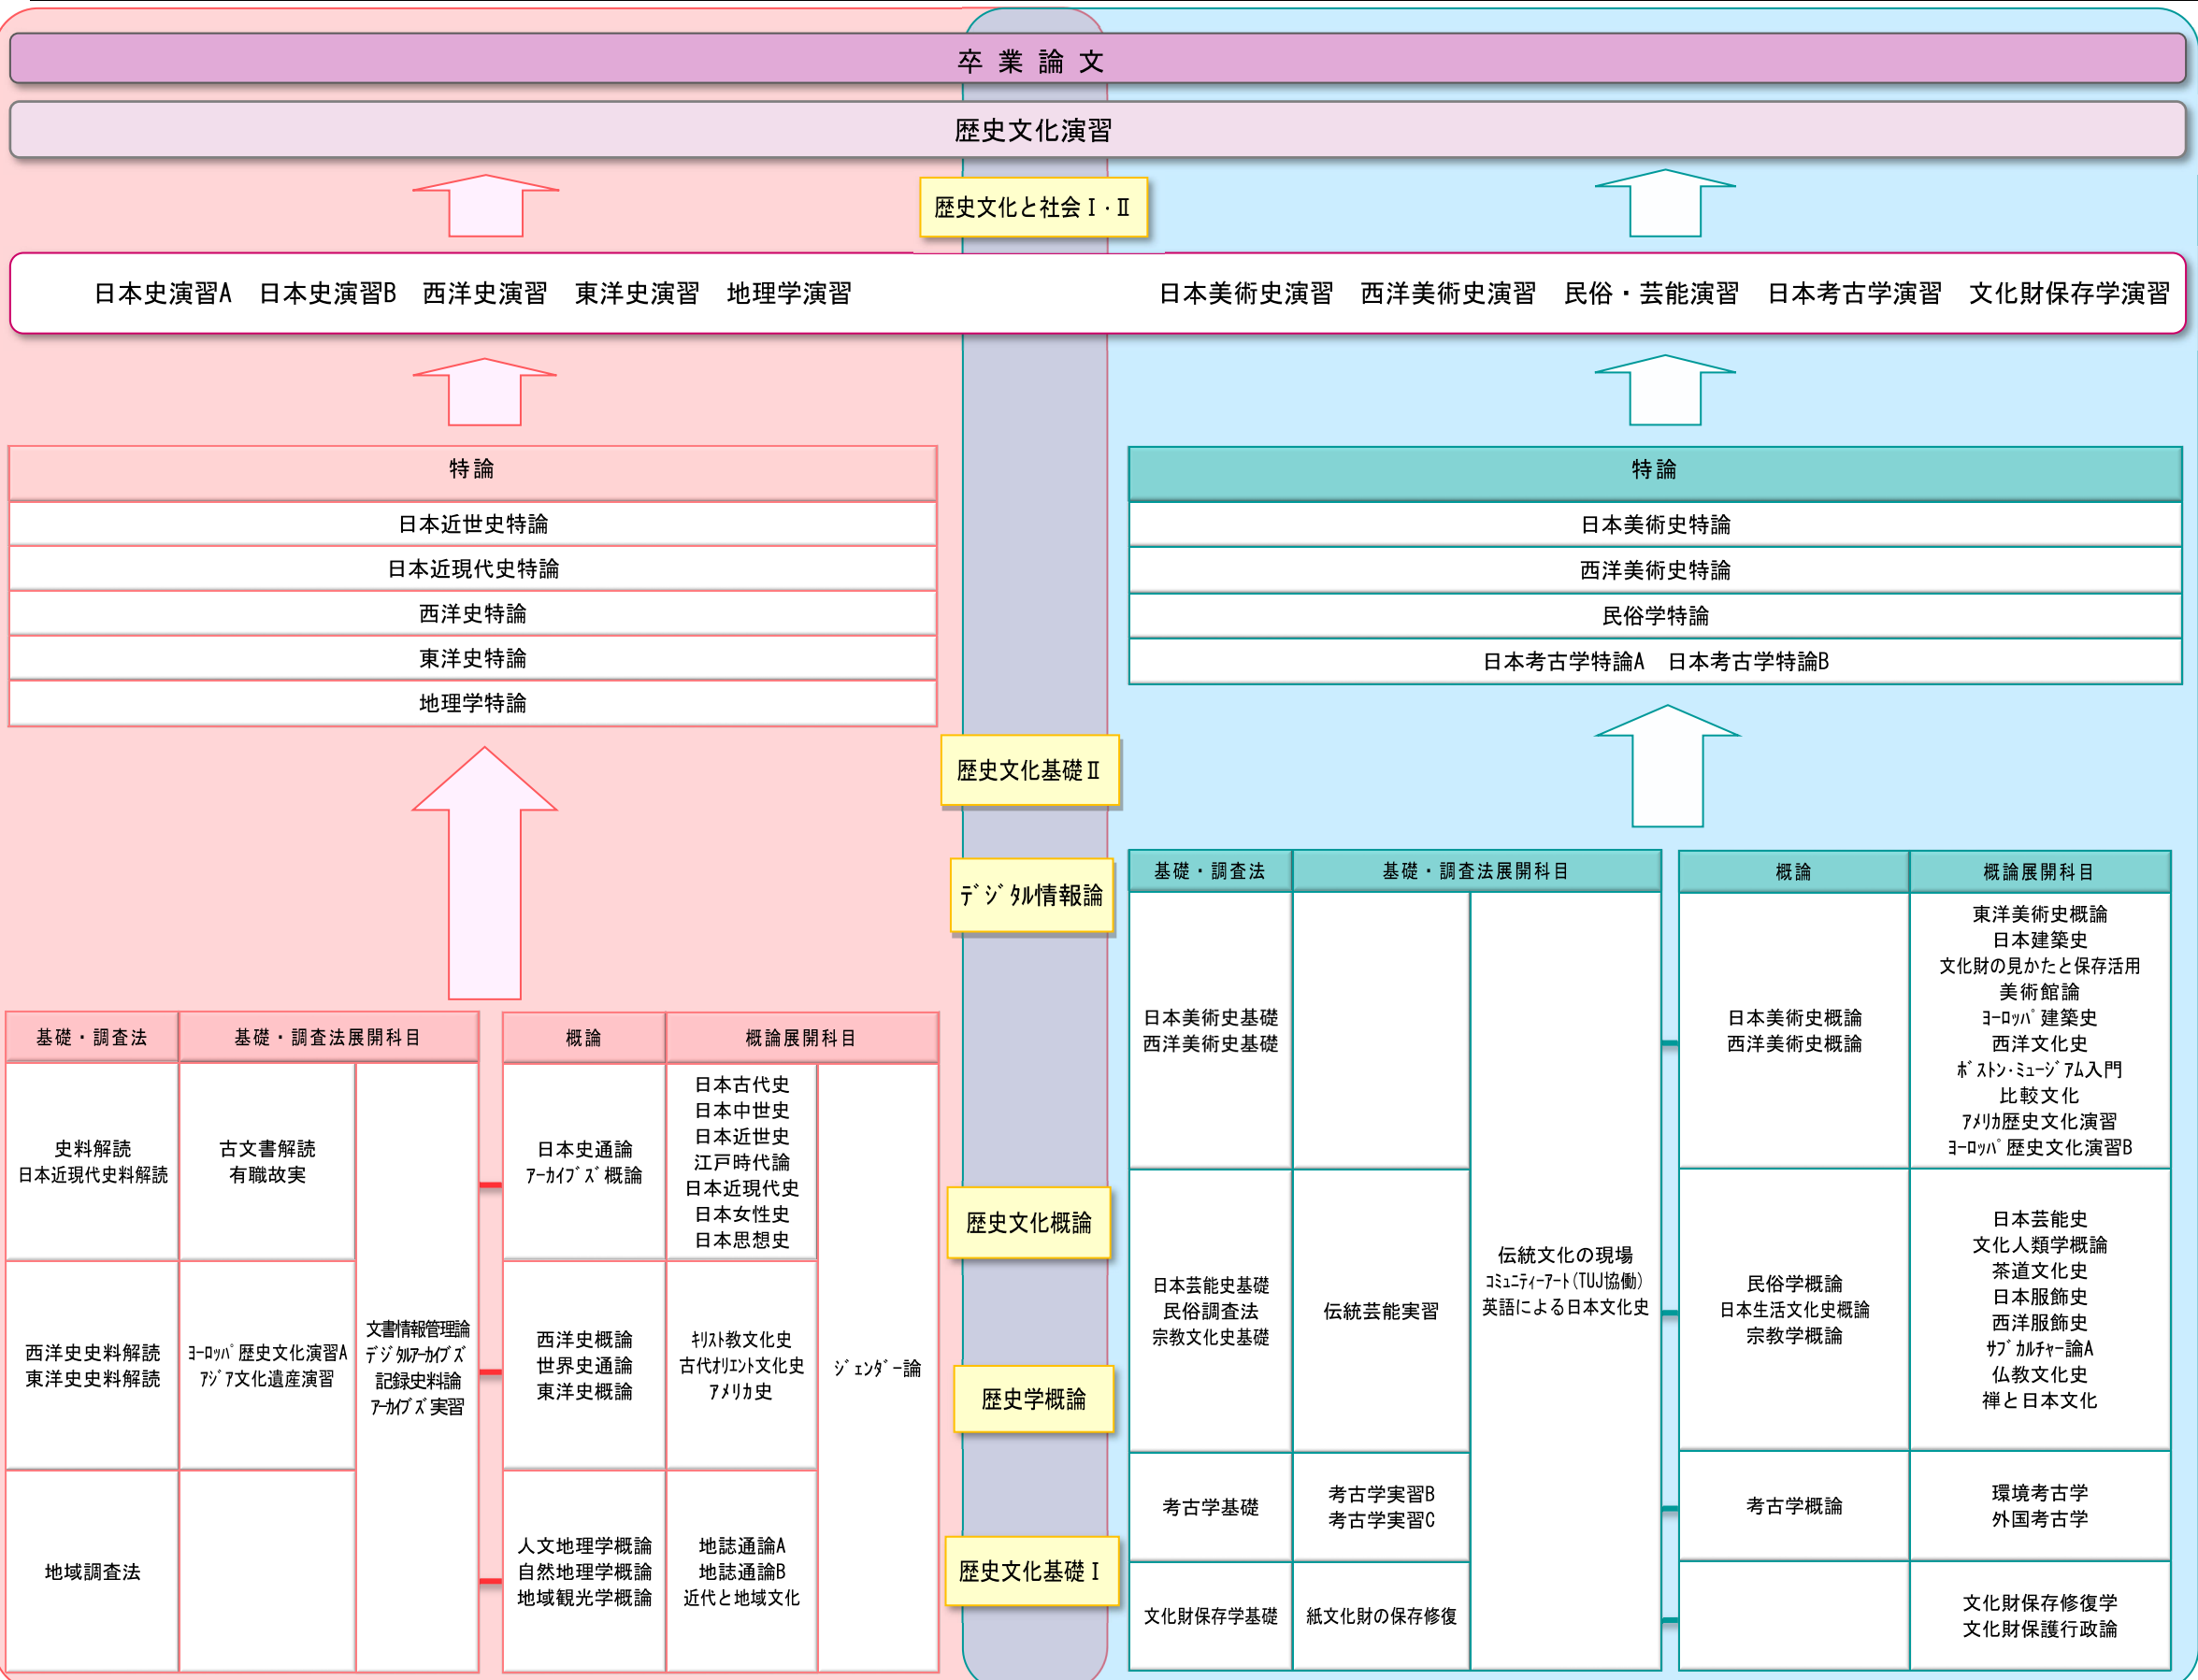 卒業論文
歴史文化演習
歴史文化と社会Ⅰ・Ⅱ
日本史演習A　日本史演習B　西洋史演習　東洋史演習　地理学演習
日本美術史演習　西洋美術史演習　民俗・芸能演習　日本考古学演習　文化財保存学演習
特論
日本近世史特論
日本近現代史特論
西洋史特論
東洋史特論
地理学特論
特論
日本美術史特論
西洋美術史特論
民俗学特論
日本考古学特論A　日本考古学特論B
歴史文化基礎Ⅱ
ﾃﾞｼﾞﾀﾙ情報論
歴史文化概論
歴史学概論
歴史文化基礎Ⅰ
基礎・調査法
基礎・調査法展開科目
史料解読
日本近現代史料解読
古文書解読
有職故実
西洋史史料解読
東洋史史料解読
ﾖｰﾛｯﾊﾟ歴史文化演習A
ｱｼﾞｱ文化遺産演習
地域調査法
文書情報管理論
ﾃﾞｼﾞﾀﾙｱｰｶｲﾌﾞｽﾞ
記録史料論
ｱｰｶｲﾌﾞｽﾞ実習
概論
概論展開科目
日本史通論
ｱｰｶｲﾌﾞｽﾞ概論
日本古代史
日本中世史
日本近世史
江戸時代論
日本近現代史
日本女性史
日本思想史
西洋史概論
世界史通論
東洋史概論
ｷﾘｽﾄ教文化史
古代ｵﾘｴﾝﾄ文化史
ｱﾒﾘｶ史
人文地理学概論
自然地理学概論
地域観光学概論
地誌通論A
地誌通論B
近代と地域文化
ｼﾞｪﾝﾀﾞｰ論
基礎・調査法
基礎・調査法展開科目
日本美術史基礎
西洋美術史基礎
日本芸能史基礎
民俗調査法
宗教文化史基礎
伝統芸能実習
考古学基礎
考古学実習B
考古学実習C
文化財保存学基礎
紙文化財の保存修復
伝統文化の現場
ｺﾐｭﾆﾃｨｰｱｰﾄ(TUJ協働)
英語による日本文化史
概論
概論展開科目
日本美術史概論
西洋美術史概論
東洋美術史概論
日本建築史
文化財の見かたと保存活用
美術館論
ﾖｰﾛｯﾊﾟ建築史
西洋文化史
ﾎﾞｽﾄﾝ･ﾐｭｰｼﾞｱﾑ入門
比較文化
ｱﾒﾘｶ歴史文化演習
ﾖｰﾛｯﾊﾟ歴史文化演習B
民俗学概論
日本生活文化史概論
宗教学概論
日本芸能史
文化人類学概論
茶道文化史
日本服飾史
西洋服飾史
ｻﾌﾞｶﾙﾁｬｰ論A
仏教文化史
禅と日本文化
考古学概論
環境考古学
外国考古学
文化財保存修復学
文化財保護行政論